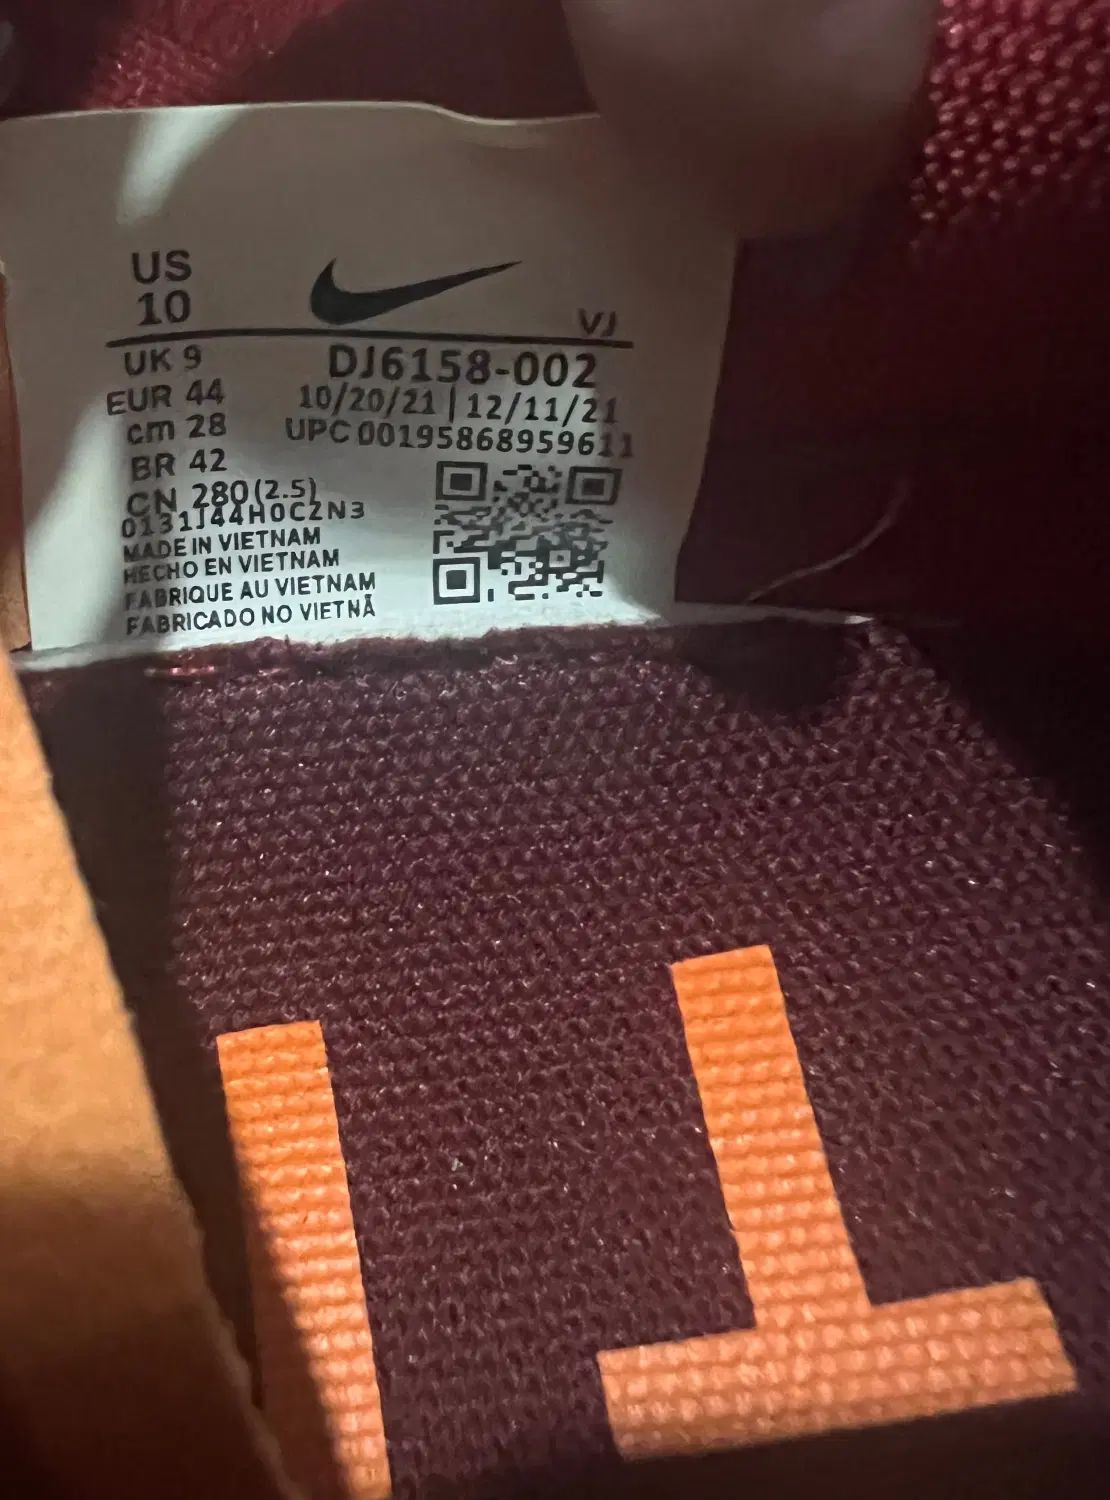 US
10
VJ
UK 9
DJ6158-002
EUR 44
10/20/21 | 12/11/21
cm 28
UPC 00195868959611
BR 42
CN 280(2.5)
0131J44H0CZN3
MADE IN VIETNAM
HECHO EN VIETNAM
FABRIQUE AU VIETNAM
FABRICADO NO VIETNÃ